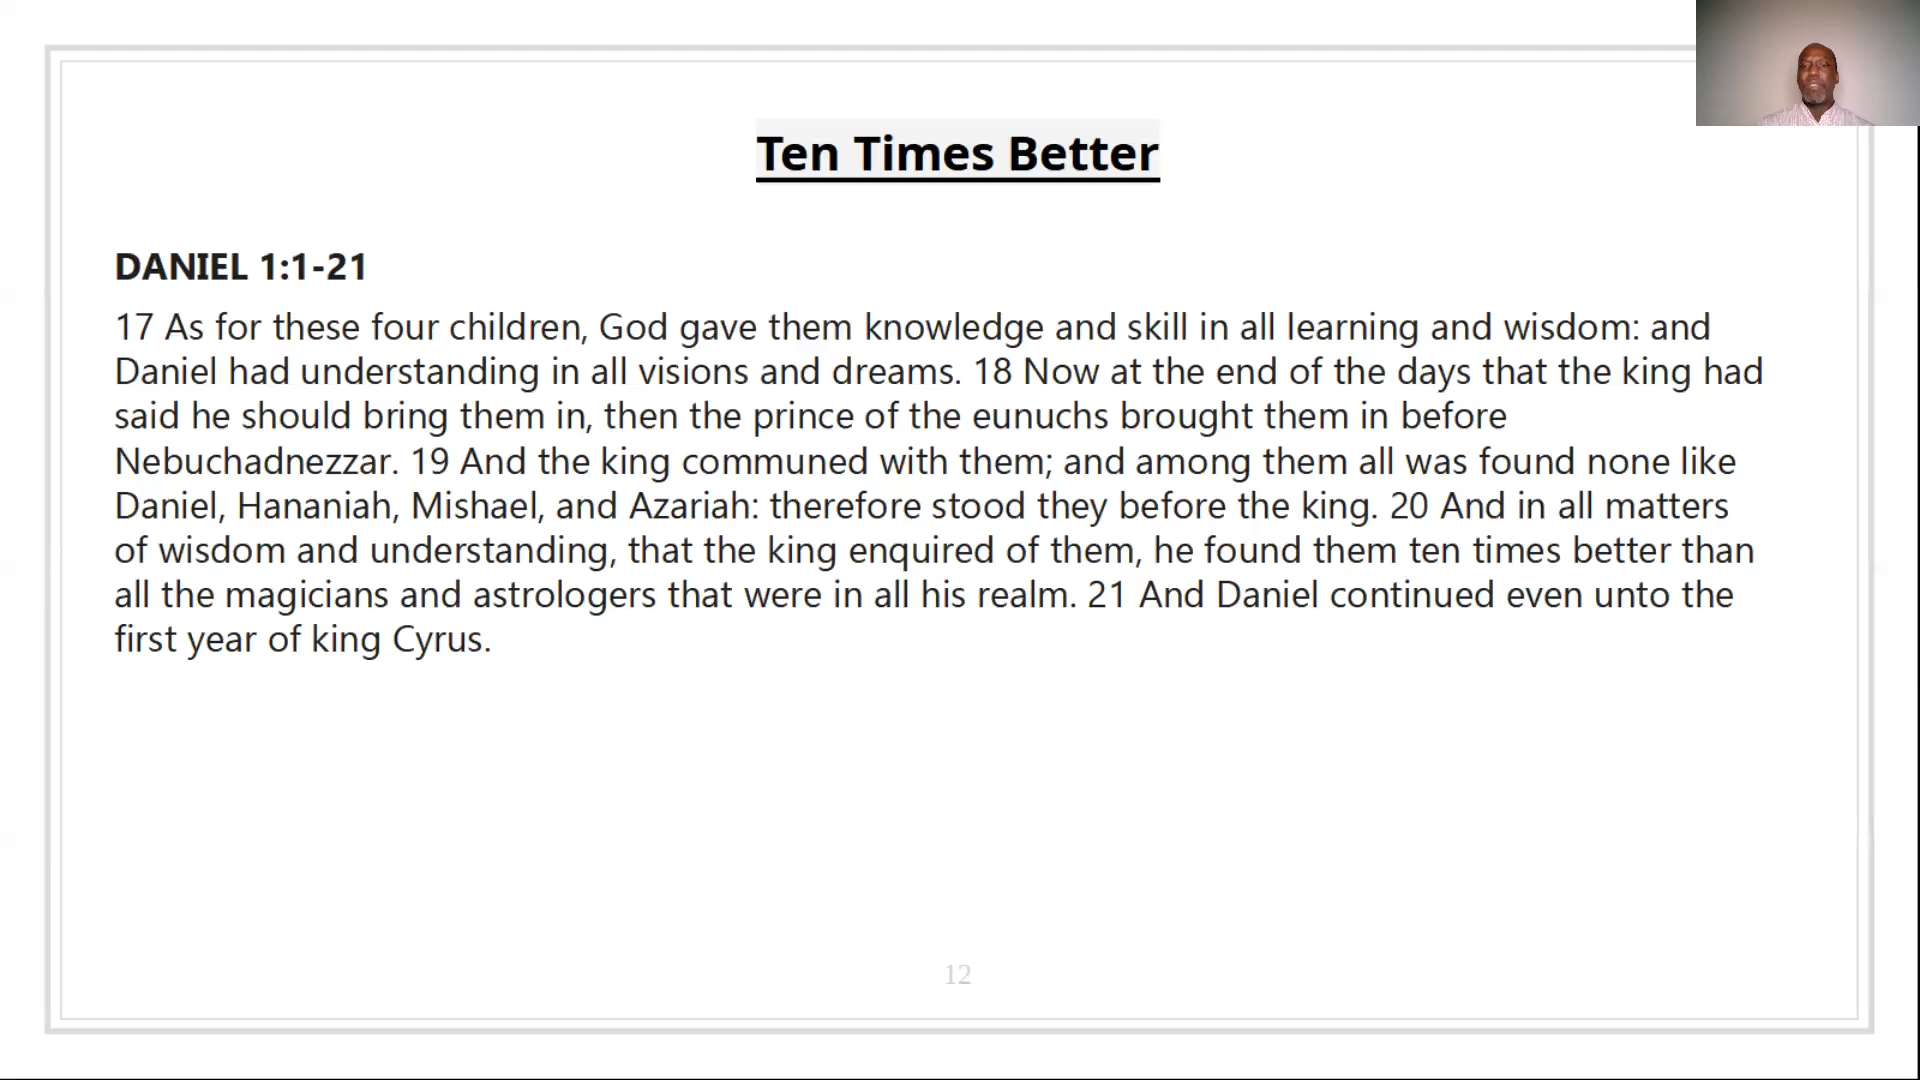 Ten Times Better
DANIEL 1:1-21
17 As for these four children, God gave them knowledge and skill in all learning and wisdom: and
Daniel had understanding in all visions and dreams. 18 Now at the end of the days that the king had
said he should bring them in, then the prince of the eunuchs brought them in before
Nebuchadnezzar. 19 And the king communed with them; and among them all was found none like
Daniel, Hananiah, Mishael, and Azariah: therefore stood they before the king. 20 And in all matters
of wisdom and understanding, that the king enquired of them, he found them ten times better than
all the magicians and astrologers that were in all his realm. 21 And Daniel continued even unto the
first year of king Cyrus.
12